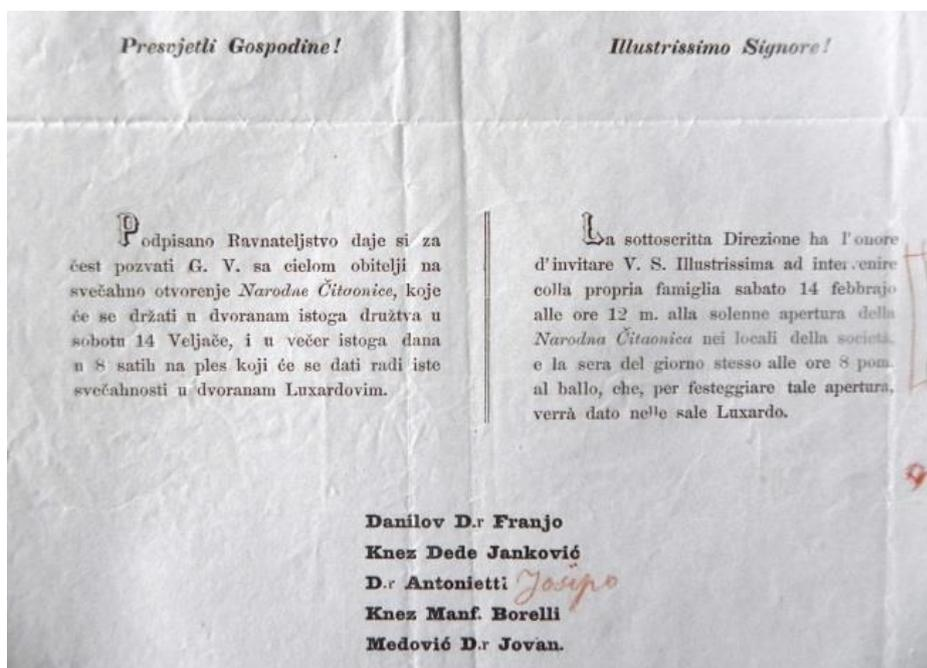 Presvjetli Gospodine!
Podpisano Ravnateljstvo daje si za
čest pozvati G. V. sa cielom obitelji na
svečahno otvorenje Narodne Čitaonice, koje
će se držati u dvoranam istoga družtva u
sobotu 14 Veljače, i u večer istoga dana
u 8 satih na ples koji će se dati radi iste
svečahnosti u dvoranam Luxardovim.
Illustrissimo Signore!
La sottoscritta Direzione ha l'onore
d'invitare V. S. Illustrissima ad intervenire
colla propria famiglia sabato 14 febbrajo
alle ore 12 m. alla solenne apertura della
Narodna Čitaonica nei locali della società,
e la sera del giorno stesso alle ore 8 pom.
al ballo, che, per festeggiare tale apertura,
verrà dato nelle sale Luxardo.
Danilov D.r Franjo
Knez Dede Janković
D.r Antonietti Josipo
Knez Manf. Borelli
Medović D.r Jovan.